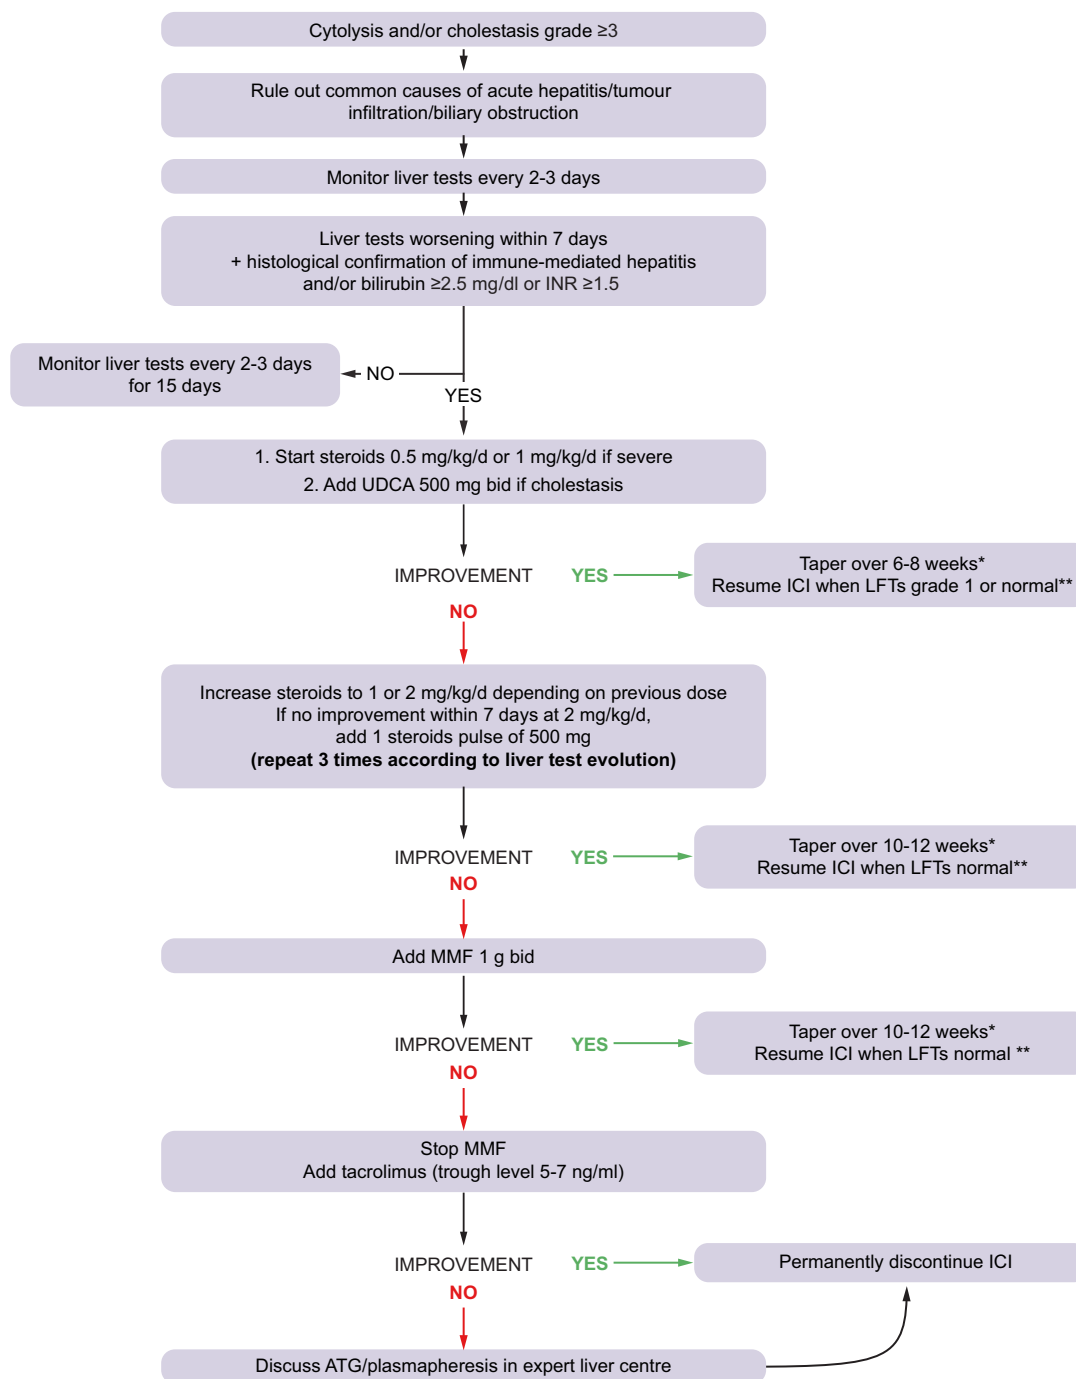 Cytolysis and/or cholestasis grade ≥3
Rule out common causes of acute hepatitis/tumour
infiltration/biliary obstruction
Monitor liver tests every 2-3 days
Liver tests worsening within 7 days
+ histological confirmation of immune-mediated hepatitis
and/or bilirubin ≥2.5 mg/dl or INR ≥1.5
Monitor liver tests every 2-3 days
for 15 days
NO
YES
1. Start steroids 0.5 mg/kg/d or 1 mg/kg/d if severe
2. Add UDCA 500 mg bid if cholestasis
IMPROVEMENT
YES
Taper over 6-8 weeks*
Resume ICI when LFTs grade 1 or normal**
NO
Increase steroids to 1 or 2 mg/kg/d depending on previous dose
If no improvement within 7 days at 2 mg/kg/d,
add 1 steroids pulse of 500 mg
(repeat 3 times according to liver test evolution)
IMPROVEMENT
YES
Taper over 10-12 weeks*
Resume ICI when LFTs normal**
NO
Add MMF 1 g bid
IMPROVEMENT
YES
Taper over 10-12 weeks*
Resume ICI when LFTs normal **
NO
Stop MMF
Add tacrolimus (trough level 5-7 ng/ml)
IMPROVEMENT
YES
Permanently discontinue ICI
NO
Discuss ATG/plasmapheresis in expert liver centre